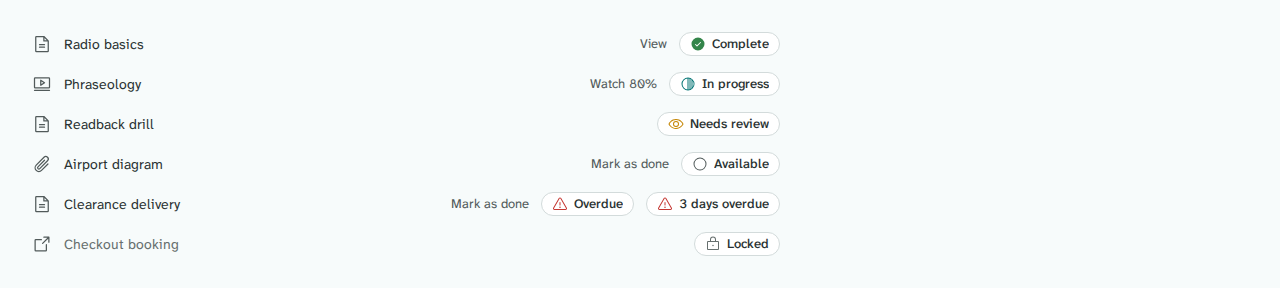 Radio basics View Complete
Phraseology Watch 80% In progress
Readback drill Needs review
Airport diagram Mark as done Available
Clearance delivery Mark as done Overdue 3 days overdue
Checkout booking Locked